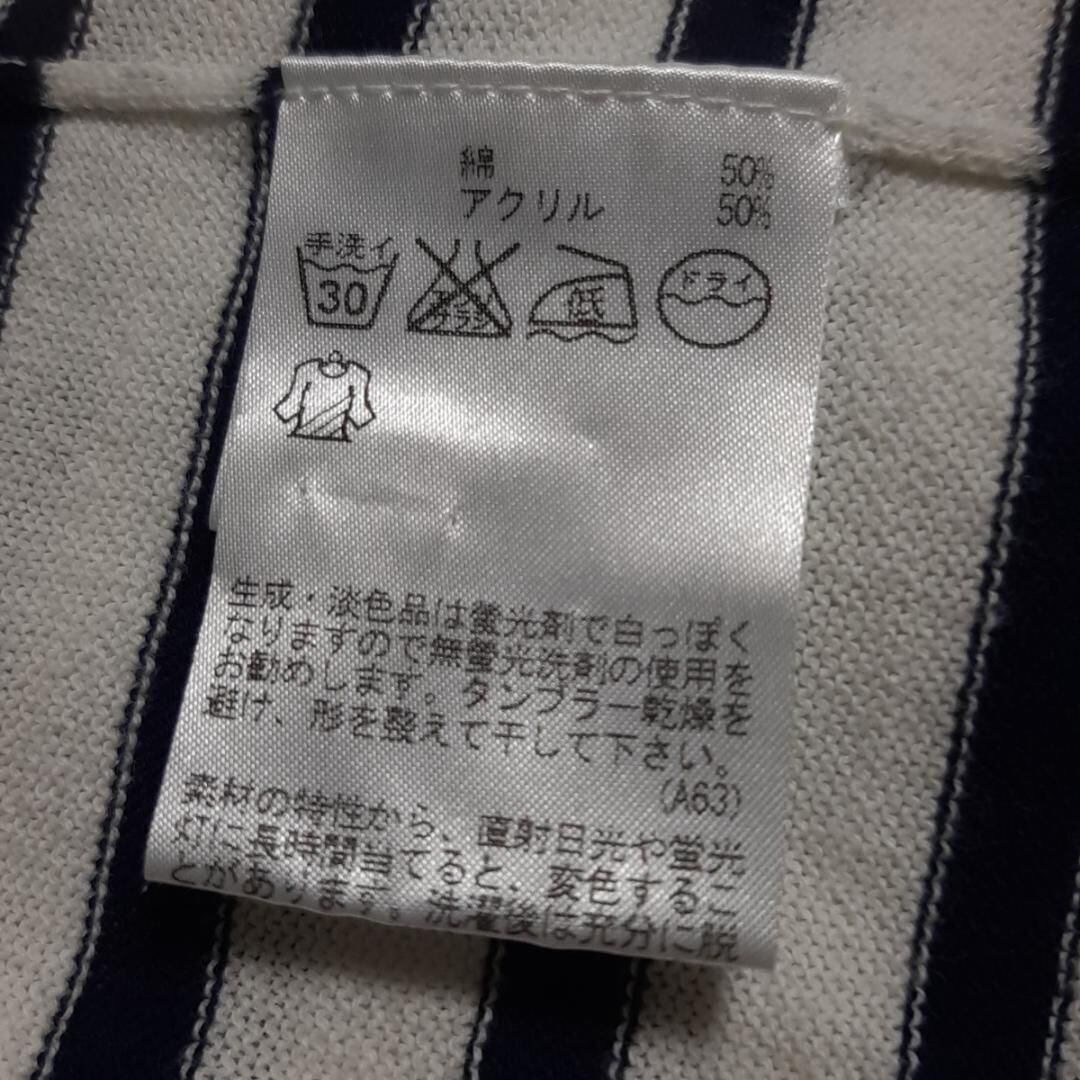 綿 50%
アクリル 50%
手洗イ
30
低
ドライ
生成・淡色品は蛍光剤で白っぽく
なりますので無蛍光洗剤の使用を
お勧めします。タンブラー乾燥を
避け、形を整えて干して下さい。
(A63)
素材の特性から、直射日光や蛍光
灯に長時間当てると、変色するこ
とがあります。洗濯後は充分に脱